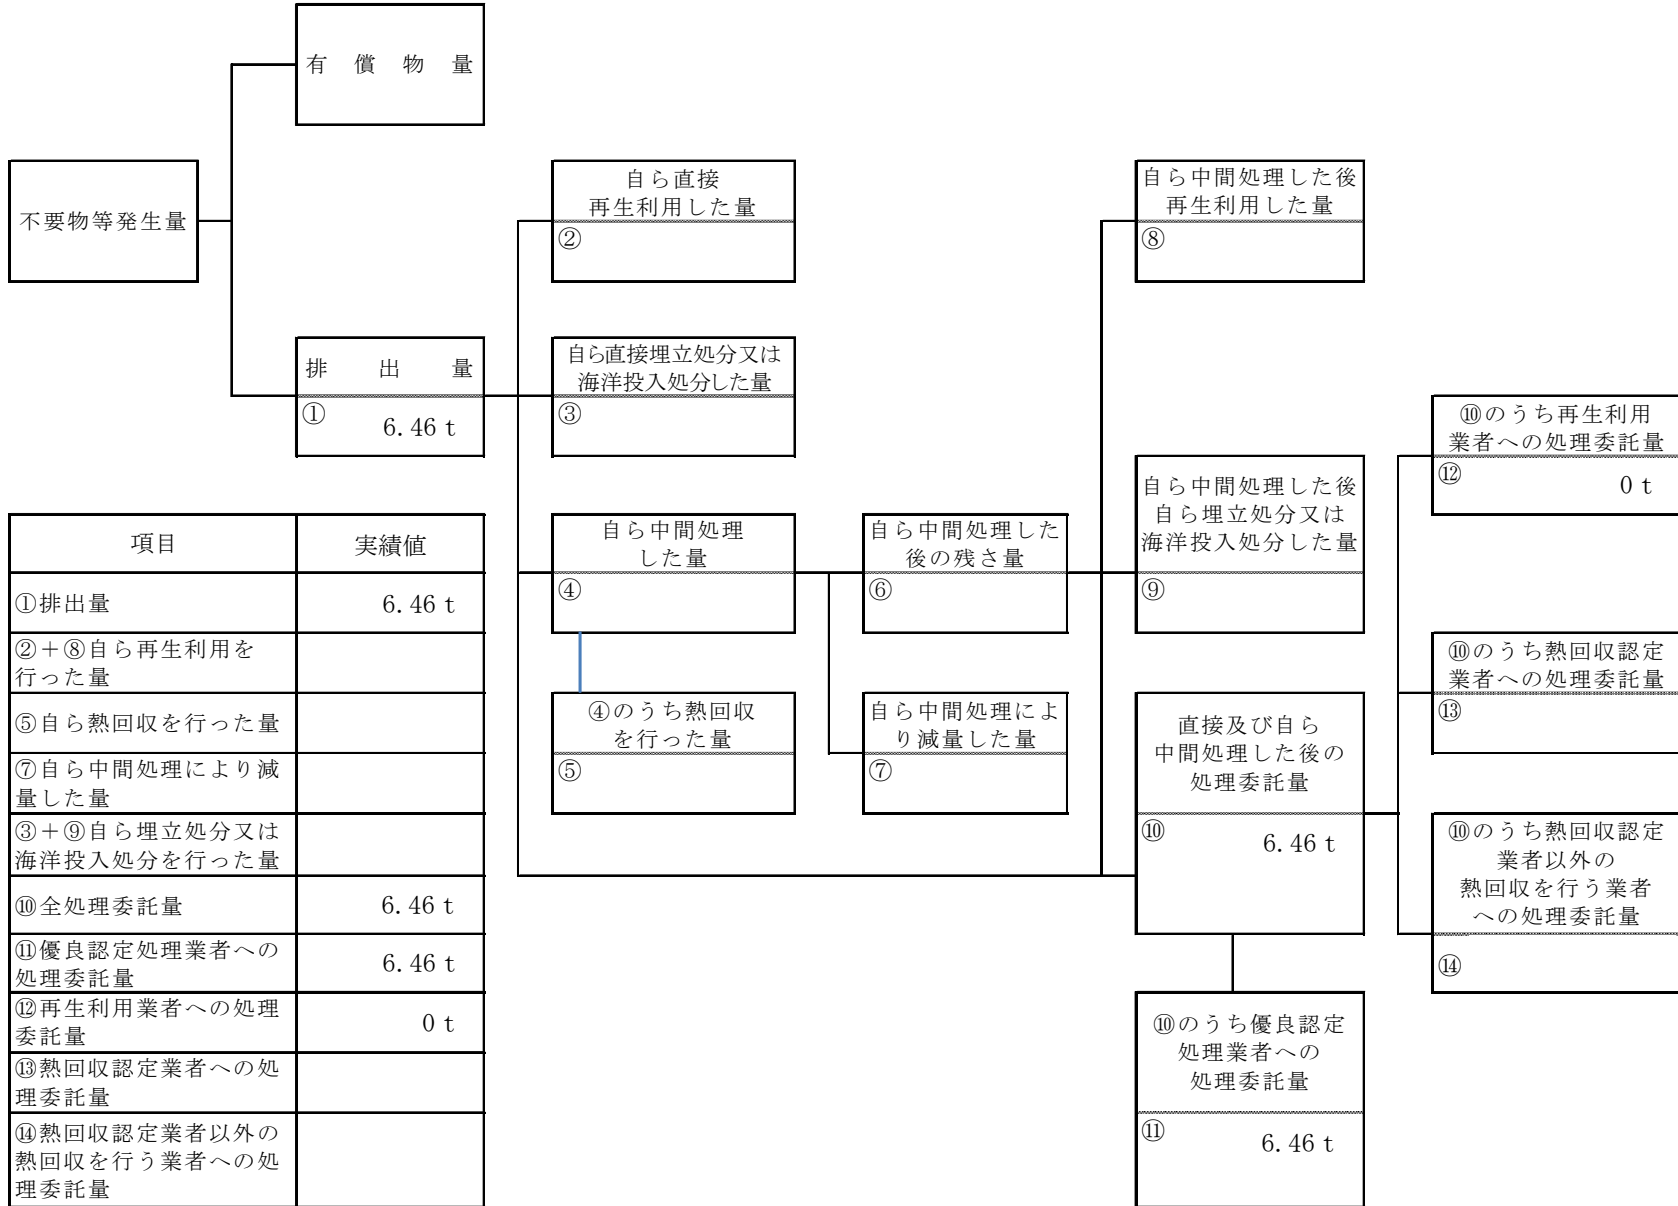 有償物量
不要物等発生量
排出量
① 6.46 t
自ら直接
再生利用した量
②
自ら直接埋立処分又は
海洋投入処分した量
③
自ら中間処理
した量
④
④のうち熱回収
を行った量
⑤
自ら中間処理した
後の残さ量
⑥
自ら中間処理によ
り減量した量
⑦
自ら中間処理した後
再生利用した量
⑧
自ら中間処理した後
自ら埋立処分又は
海洋投入処分した量
⑨
直接及び自ら
中間処理した後の
処理委託量
⑩ 6.46 t
⑩のうち優良認定
処理業者への
処理委託量
⑪ 6.46 t
⑩のうち再生利用
業者への処理委託量
⑫ 0 t
⑩のうち熱回収認定
業者への処理委託量
⑬
⑩のうち熱回収認定
業者以外の
熱回収を行う業者
への処理委託量
⑭
項目 実績値
①排出量 6.46 t
②＋⑧自ら再生利用を
行った量
⑤自ら熱回収を行った量
⑦自ら中間処理により減
量した量
③＋⑨自ら埋立処分又は
海洋投入処分を行った量
⑩全処理委託量 6.46 t
⑪優良認定処理業者への
処理委託量 6.46 t
⑫再生利用業者への処理
委託量 0 t
⑬熱回収認定業者への処
理委託量
⑭熱回収認定業者以外の
熱回収を行う業者への処
理委託量